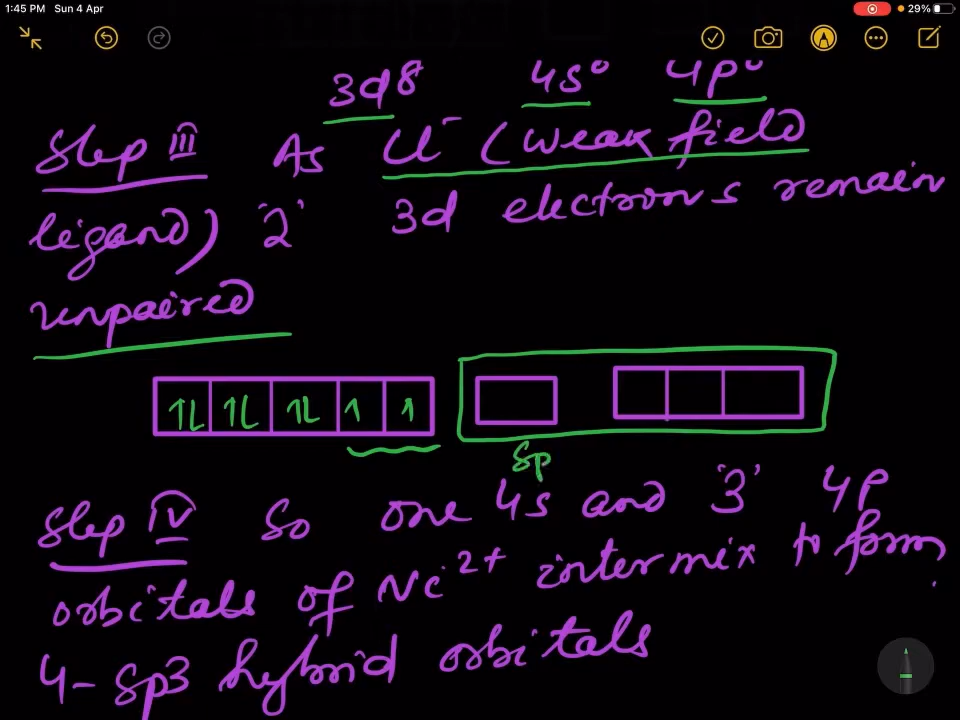 1:45 PM Sun 4 Apr
29%
3d8 4s° 4p°
Step III As Cl⁻ (weak field
ligand) '2' 3d electrons remain
unpaired
sp
Step IV So one 4s and '3' 4p
orbitals of Ni²⁺ intermix to form
4- sp3 hybrid orbitals